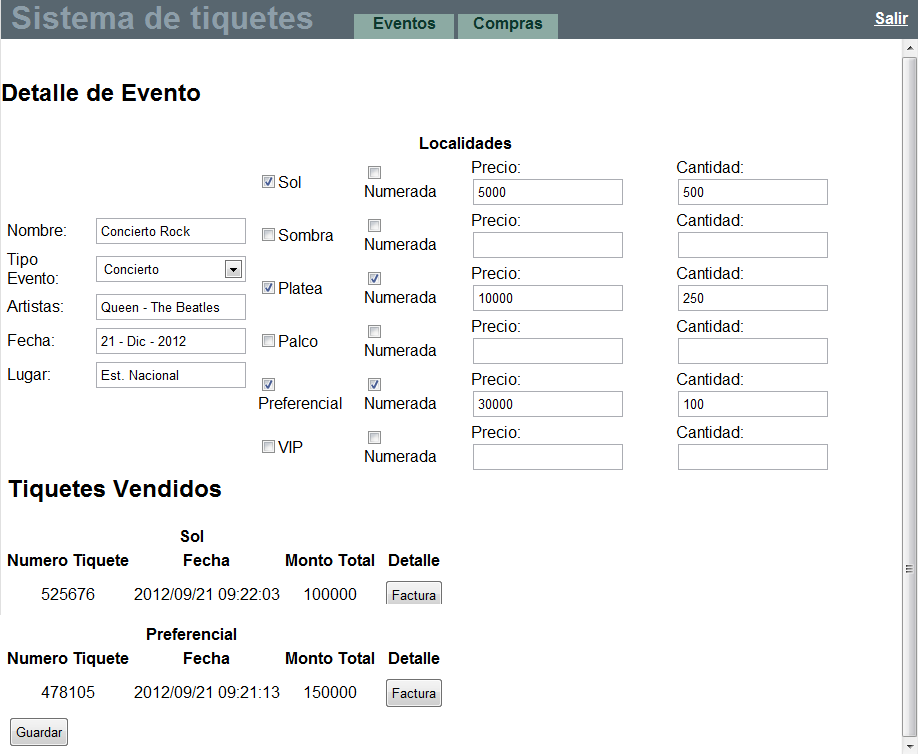 Sistema de tiquetes Eventos Compras Salir
Detalle de Evento
Localidades
Nombre: Concierto Rock
Tipo Evento: Concierto
Artistas: Queen - The Beatles
Fecha: 21 - Dic - 2012
Lugar: Est. Nacional
Sol Numerada Precio: 5000 Cantidad: 500
Sombra Numerada Precio: Cantidad:
Platea Numerada Precio: 10000 Cantidad: 250
Palco Numerada Precio: Cantidad:
Preferencial Numerada Precio: 30000 Cantidad: 100
VIP Numerada Precio: Cantidad:
Tiquetes Vendidos
Sol
Numero Tiquete Fecha Monto Total Detalle
525676 2012/09/21 09:22:03 100000 Factura
Preferencial
Numero Tiquete Fecha Monto Total Detalle
478105 2012/09/21 09:21:13 150000 Factura
Guardar